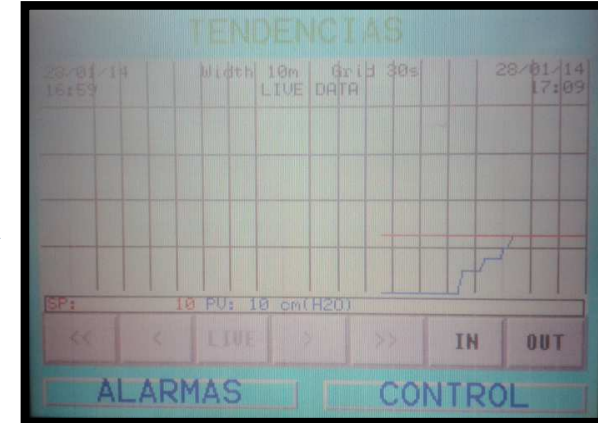 TENDENCIAS
28/01/14 Width 10m Grid 30s 28/01/14
16:59 LIVE DATA 17:09
SP: 10 PV: 10 cm(H2O)
<< < LIVE > >> IN OUT
ALARMAS CONTROL